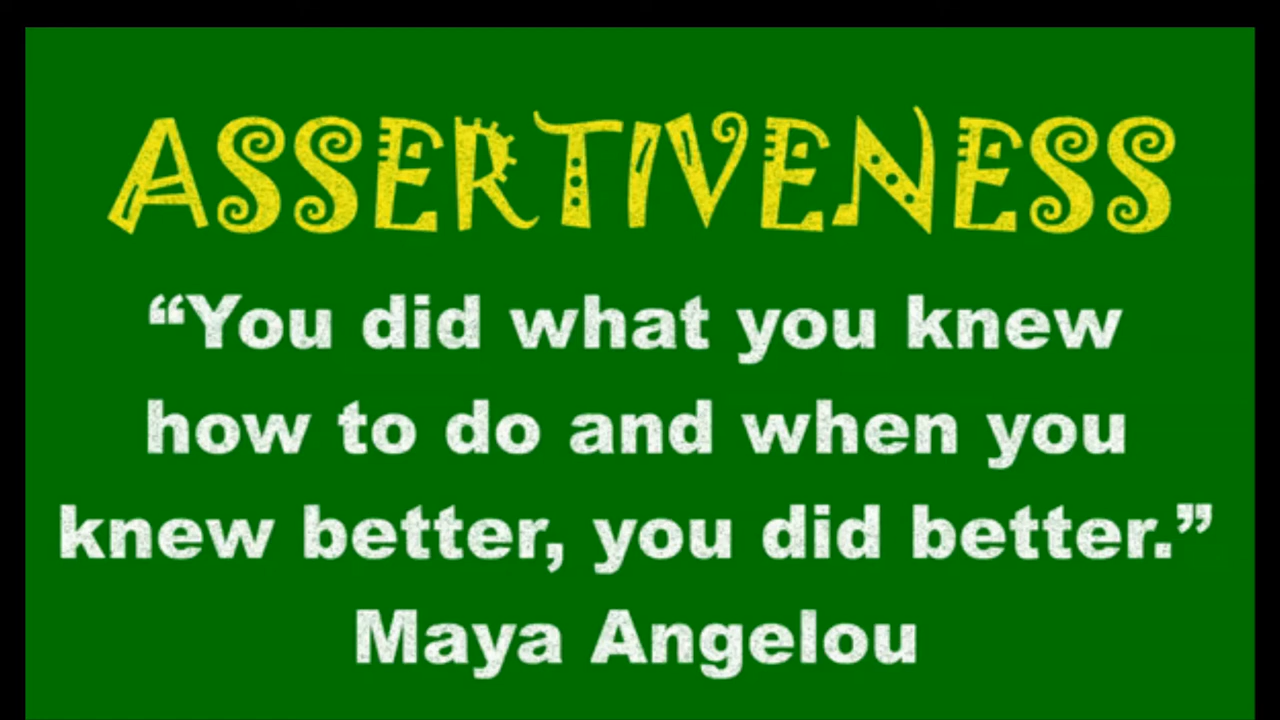 ASSERTIVENESS
“You did what you knew
how to do and when you
knew better, you did better.”
Maya Angelou